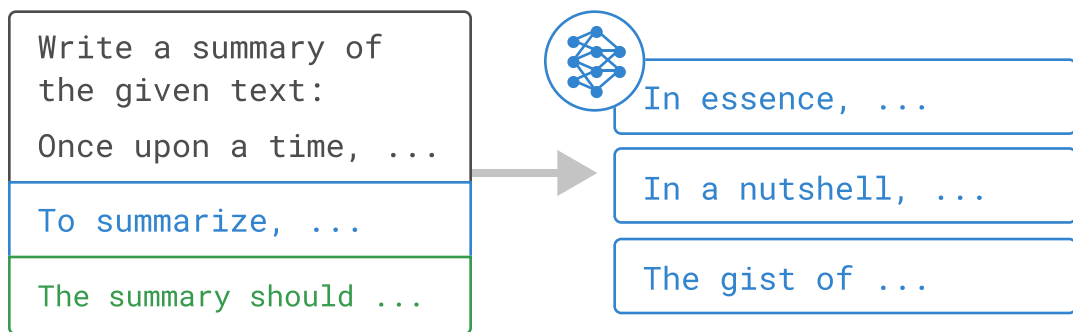 Write a summary of
the given text:
Once upon a time, ...
To summarize, ...
The summary should ...
In essence, ...
In a nutshell, ...
The gist of ...